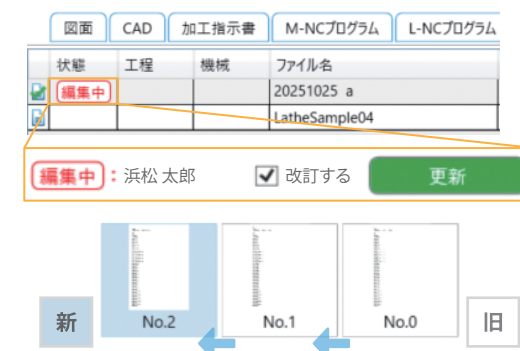 図面 CAD 加工指示書 M-NCプログラム L-NCプログラム
状態 工程 機械 ファイル名
編集中 20251025 a
LatheSample04
編集中 : 浜松 太郎 改訂する 更新
新 No.2 No.1 No.0 旧